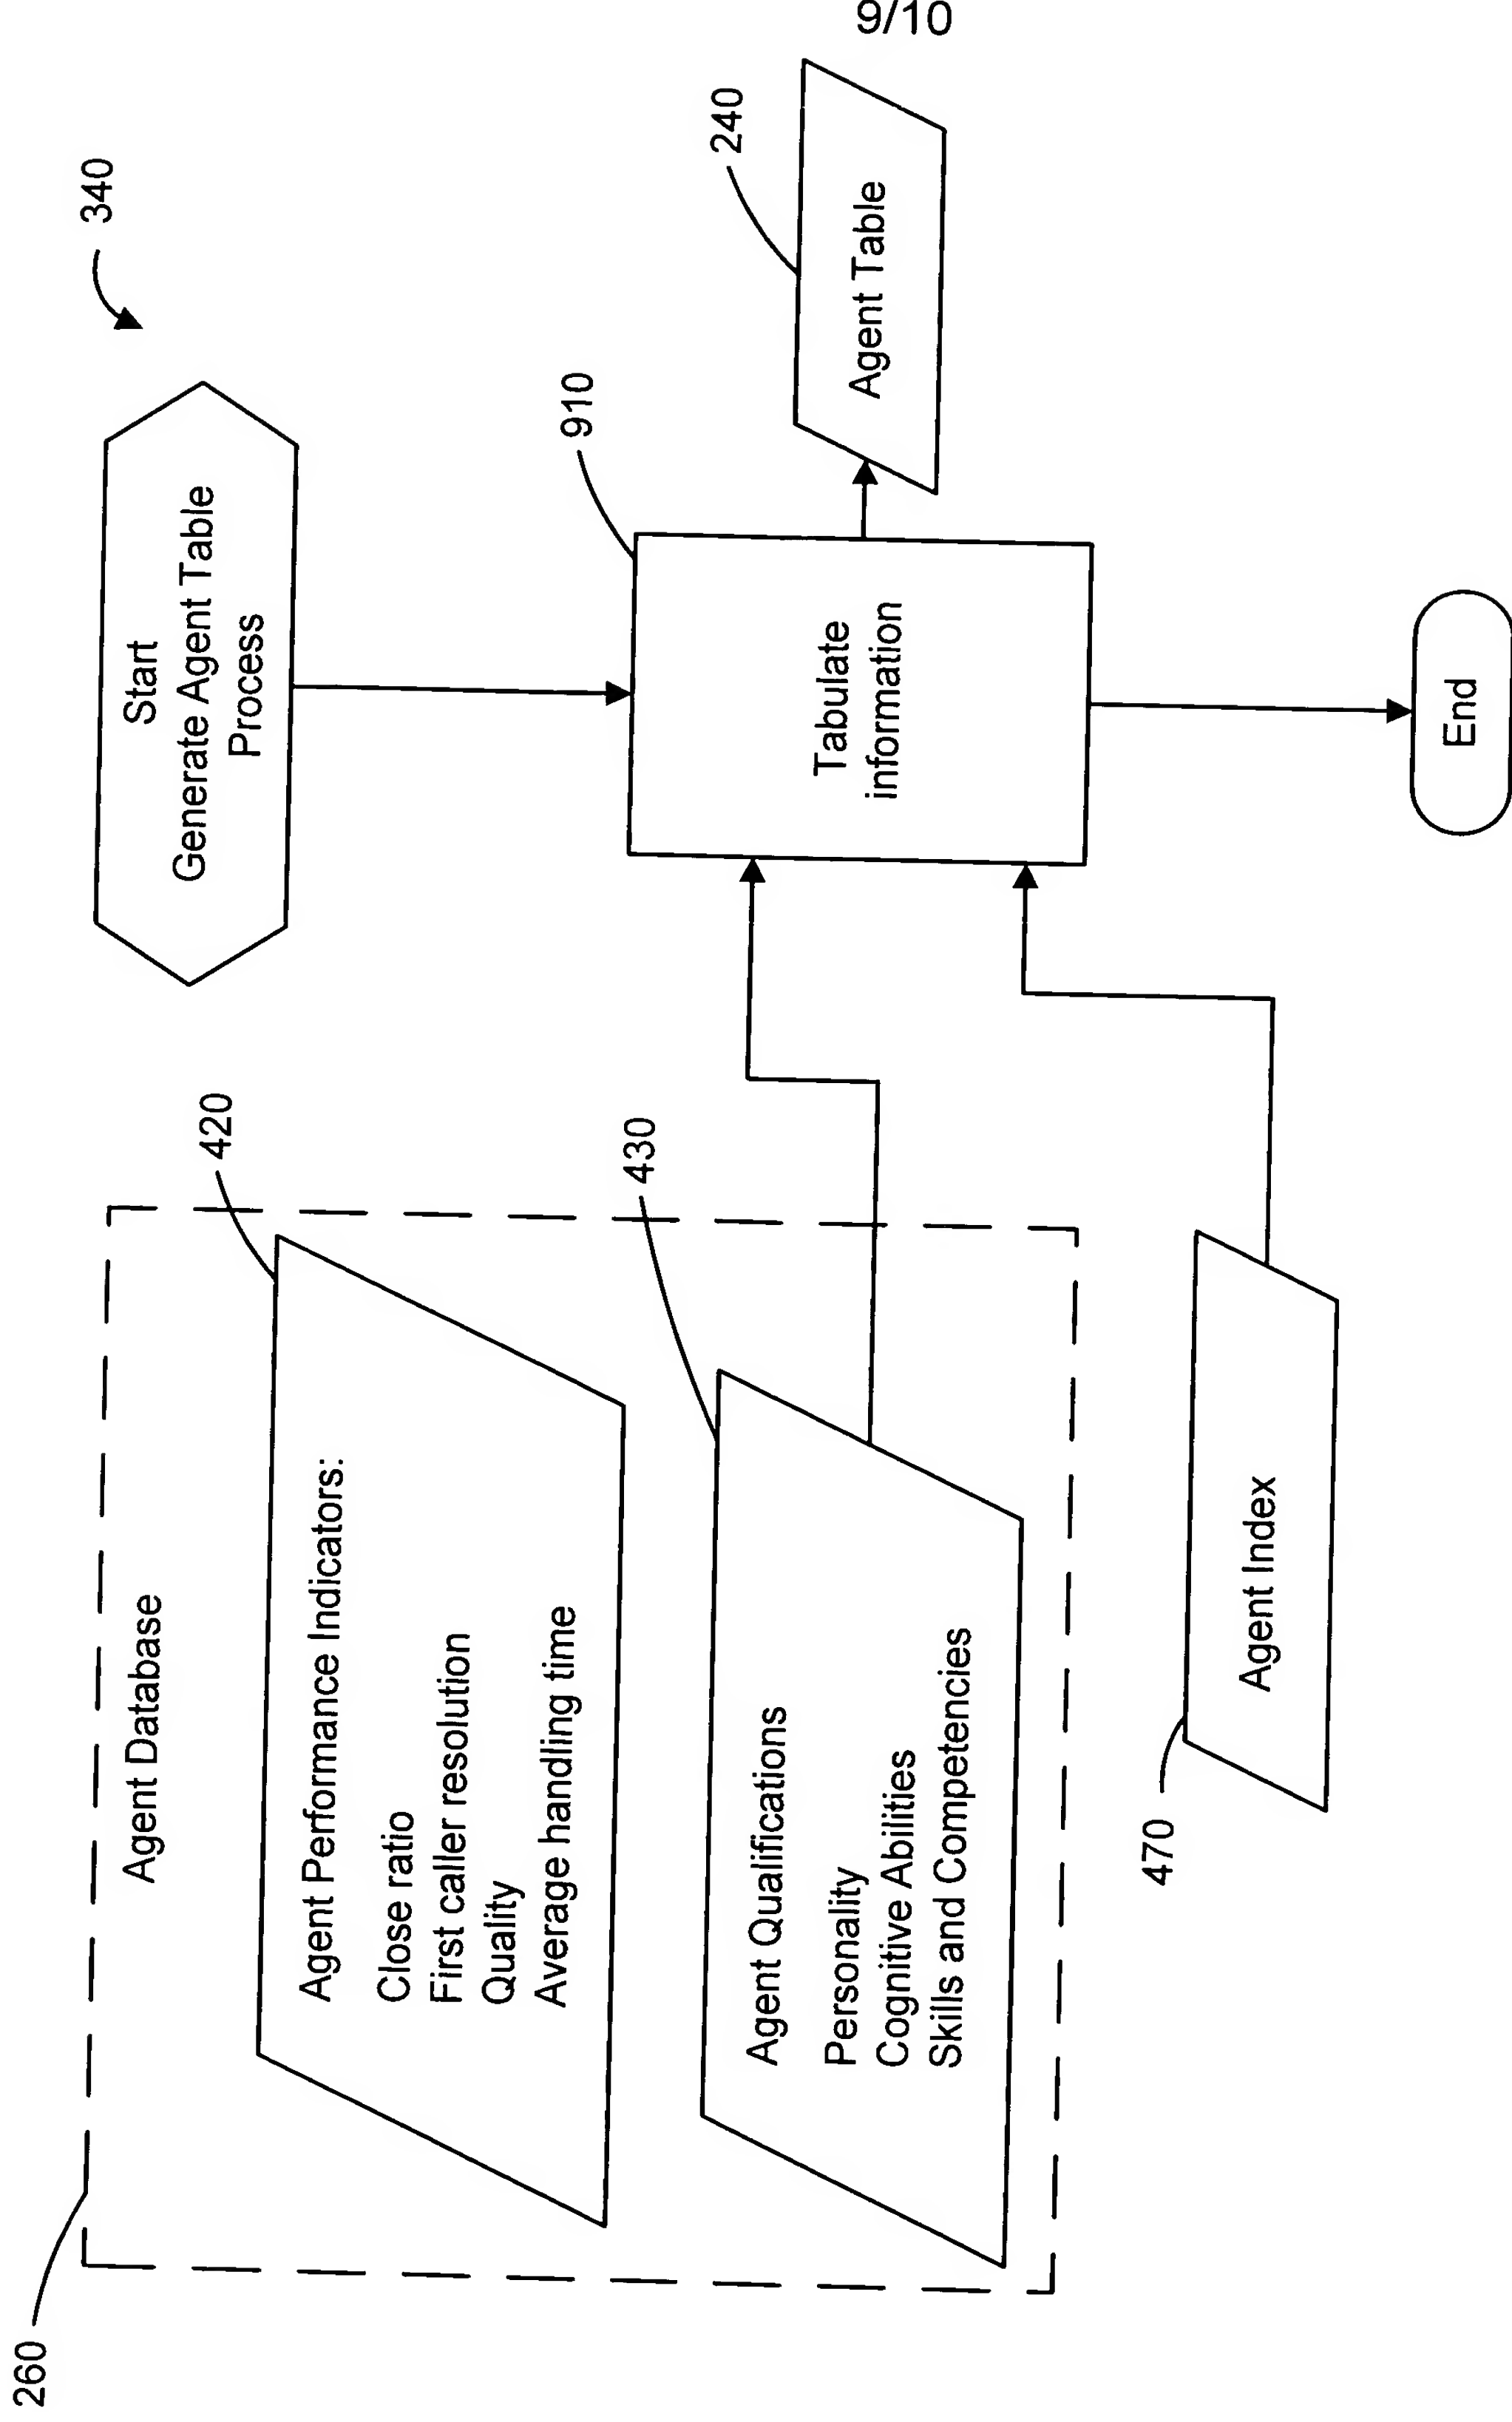 9/10
340
Start
Generate Agent Table
Process
260
Agent Database
420
Agent Performance Indicators:
Close ratio
First caller resolution
Quality
Average handling time
430
Agent Qualifications
Personality
Cognitive Abilities
Skills and Competencies
910
Tabulate
information
240
Agent Table
470
Agent Index
End